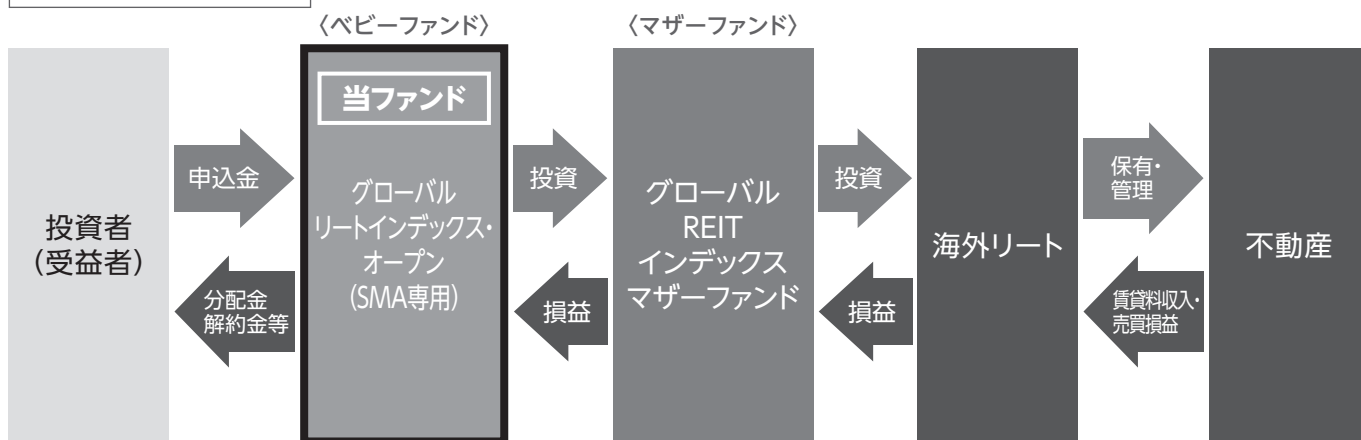 〈ベビーファンド〉
〈マザーファンド〉
投資者
（受益者）
申込金
分配金
解約金等
当ファンド
グローバル
リートインデックス・
オープン
（SMA専用）
投資
損益
グローバル
REIT
インデックス
マザーファンド
投資
損益
海外リート
保有・
管理
賃貸料収入・
売買損益
不動産